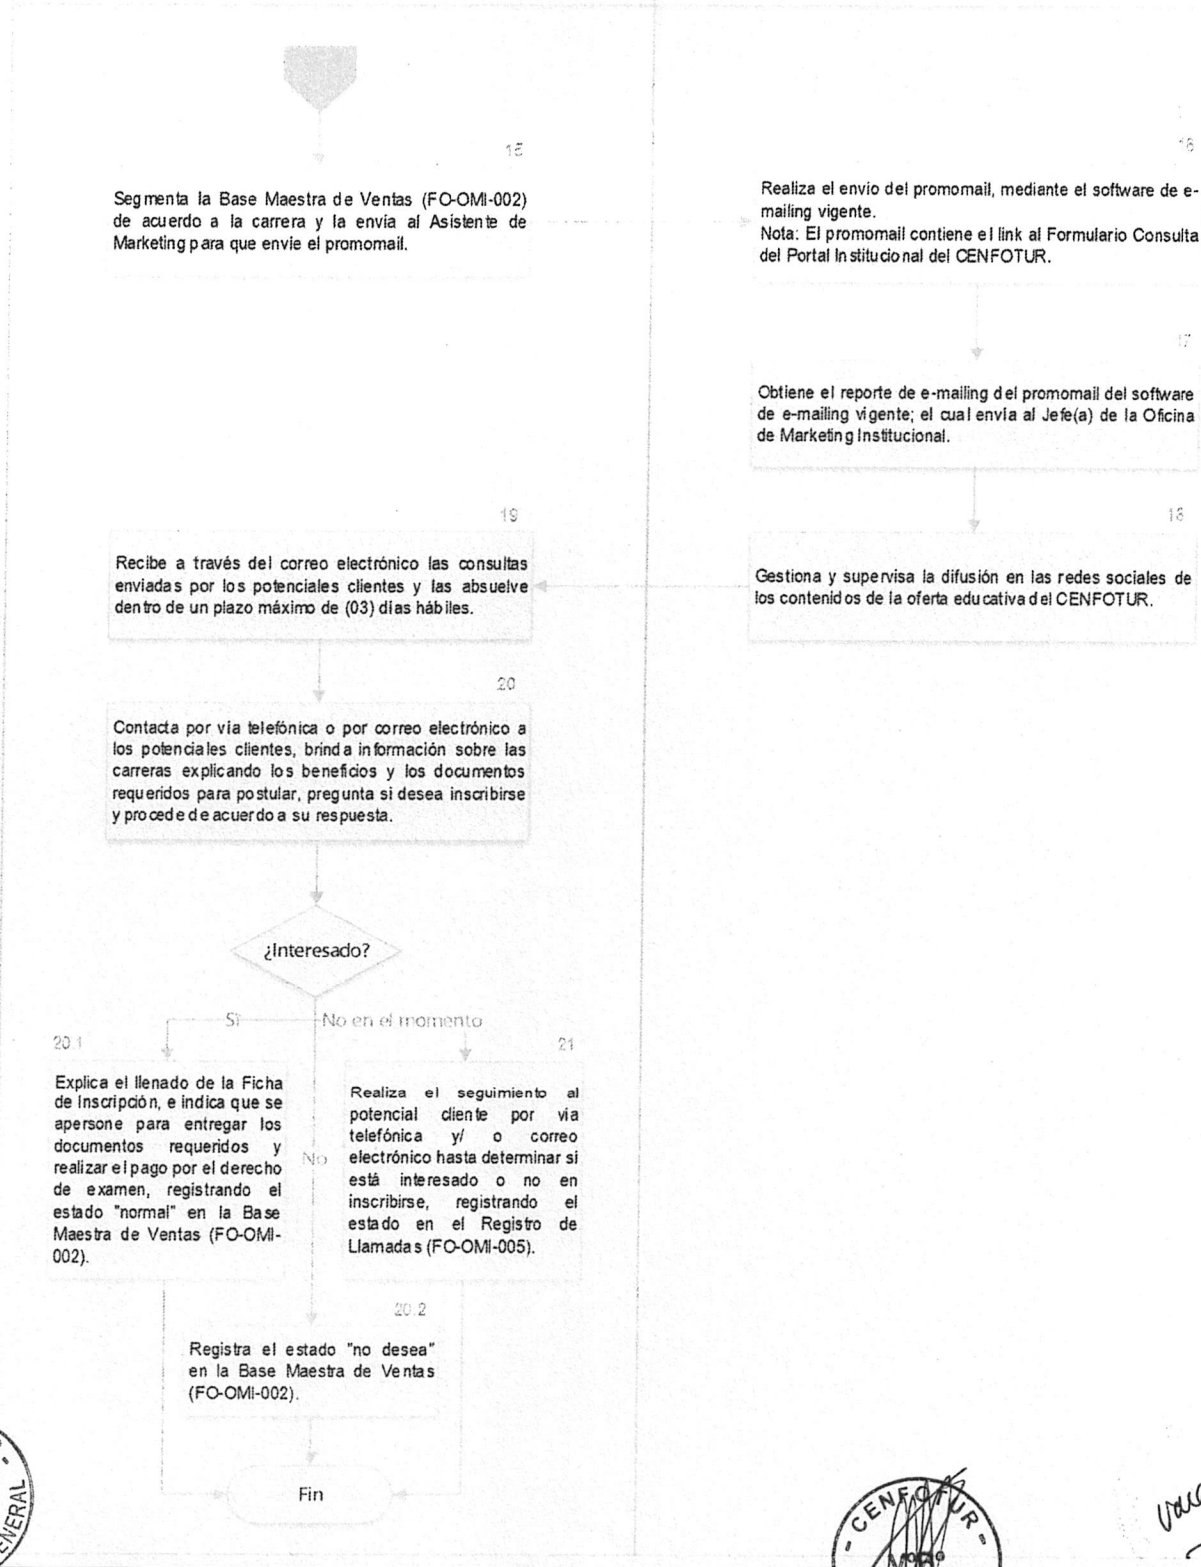 15
Segmenta la Base Maestra de Ventas (FO-OMI-002)
de acuerdo a la carrera y la envía al Asistente de
Marketing para que envie el promomail.
16
Realiza el envio del promomail, mediante el software de e-
mailing vigente.
Nota: El promomail contiene el link al Formulario Consulta
del Portal Institucional del CENFOTUR.
17
Obtiene el reporte de e-mailing del promomail del software
de e-mailing vigente; el cual envía al Jefe(a) de la Oficina
de Marketing Institucional.
18
Gestiona y supervisa la difusión en las redes sociales de
los contenidos de la oferta educativa del CENFOTUR.
19
Recibe a través del correo electrónico las consultas
enviadas por los potenciales clientes y las absuelve
dentro de un plazo máximo de (03) días hábiles.
20
Contacta por vía telefónica o por correo electrónico a
los potenciales clientes, brinda información sobre las
carreras explicando los beneficios y los documentos
requeridos para postular, pregunta si desea inscribirse
y procede de acuerdo a su respuesta.
¿Interesado?
Sí
No en el momento
20.1
Explica el llenado de la Ficha
de Inscripción, e indica que se
apersone para entregar los
documentos requeridos y
realizar el pago por el derecho
de examen, registrando el
estado "normal" en la Base
Maestra de Ventas (FO-OMI-
002).
No
21
Realiza el seguimiento al
potencial cliente por vía
telefónica y/ o correo
electrónico hasta determinar si
está interesado o no en
inscribirse, registrando el
estado en el Registro de
Llamadas (FO-OMI-005).
20.2
Registra el estado "no desea"
en la Base Maestra de Ventas
(FO-OMI-002).
Fin
- CENFOTUR -